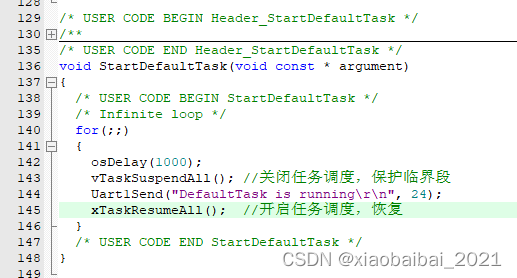 129 /* USER CODE BEGIN Header_StartDefaultTask */
130 /**
135 /* USER CODE END Header_StartDefaultTask */
136 void StartDefaultTask(void const * argument)
137 {
138 /* USER CODE BEGIN StartDefaultTask */
139 /* Infinite loop */
140 for(;;)
141 {
142 osDelay(1000);
143 vTaskSuspendAll(); //关闭任务调度，保护临界段
144 Uart1Send("DefaultTask is running\r\n", 24);
145 xTaskResumeAll(); //开启任务调度，恢复
146 }
147 /* USER CODE END StartDefaultTask */
148 }
149
CSDN @xiaobaibai_2021